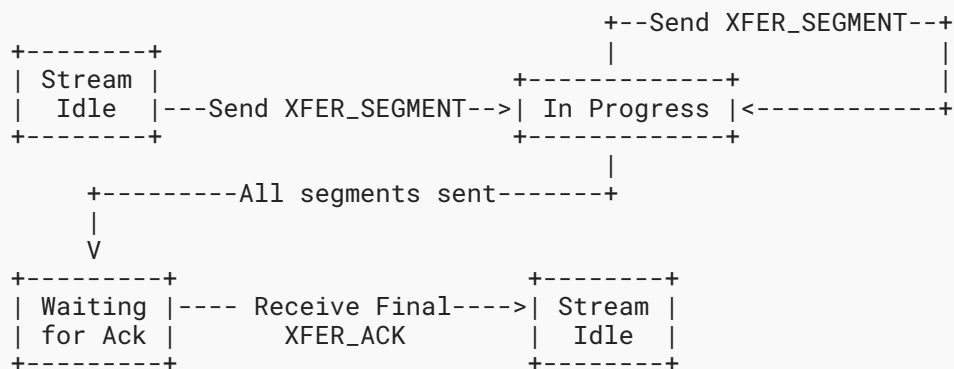 +--Send XFER_SEGMENT--+
+--------+                              |                     |
| Stream |                        +-------------+             |
|  Idle  |---Send XFER_SEGMENT-->| In Progress |<------------+
+--------+                        +-------------+
                                        |
     +---------All segments sent-------+
     |
     V
+---------+                        +--------+
| Waiting |---- Receive Final---->| Stream |
| for Ack |       XFER_ACK         |  Idle  |
+---------+                        +--------+